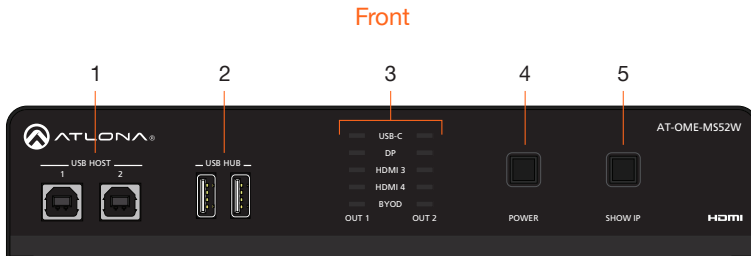 Front
1 2 3 4 5
ATLONA®
AT-OME-MS52W
USB HOST
1 2
USB HUB
USB-C
DP
HDMI 3
HDMI 4
BYOD
OUT 1 OUT 2
POWER
SHOW IP
HDMI